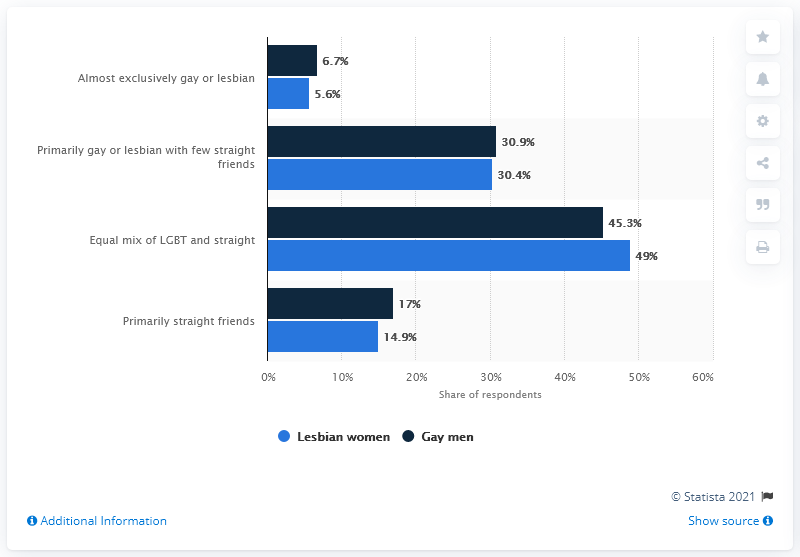 Almost exclusively gay or lesbian
6.7%
5.6%
Primarily gay or lesbian with few straight
friends
30.9%
30.4%
Equal mix of LGBT and straight
45.3%
49%
Primarily straight friends
17%
14.9%
0% 10% 20% 30% 40% 50% 60%
Share of respondents
Lesbian women Gay men
© Statista 2021
Additional Information Show source